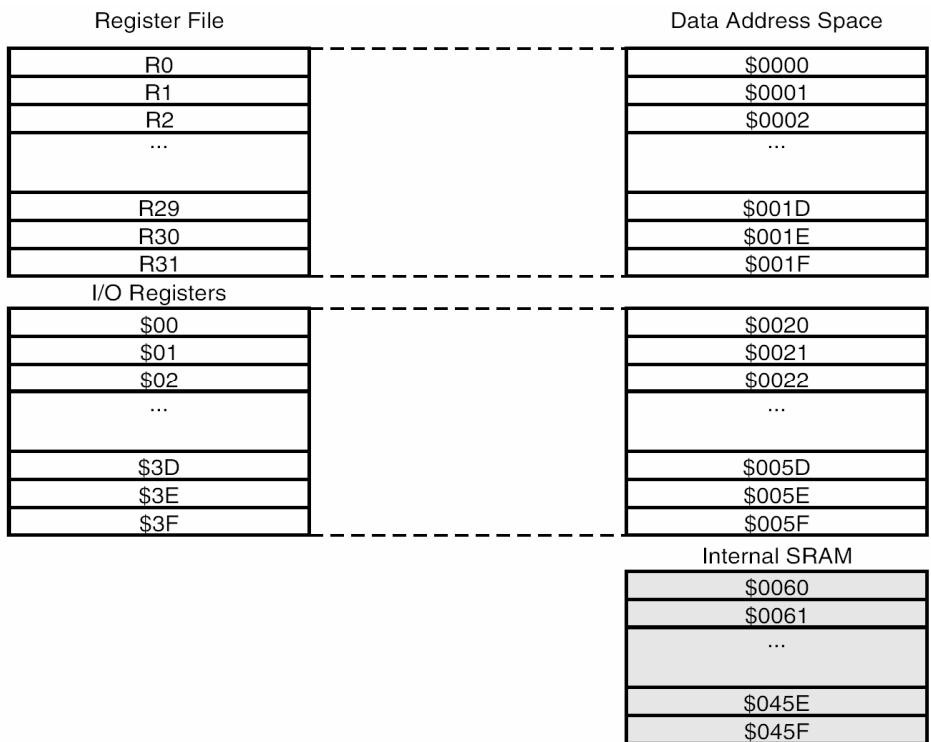 Register File
Data Address Space
R0
$0000
R1
$0001
R2
$0002
...
...
R29
$001D
R30
$001E
R31
$001F
I/O Registers
$00
$0020
$01
$0021
$02
$0022
...
...
$3D
$005D
$3E
$005E
$3F
$005F
Internal SRAM
$0060
$0061
...
$045E
$045F